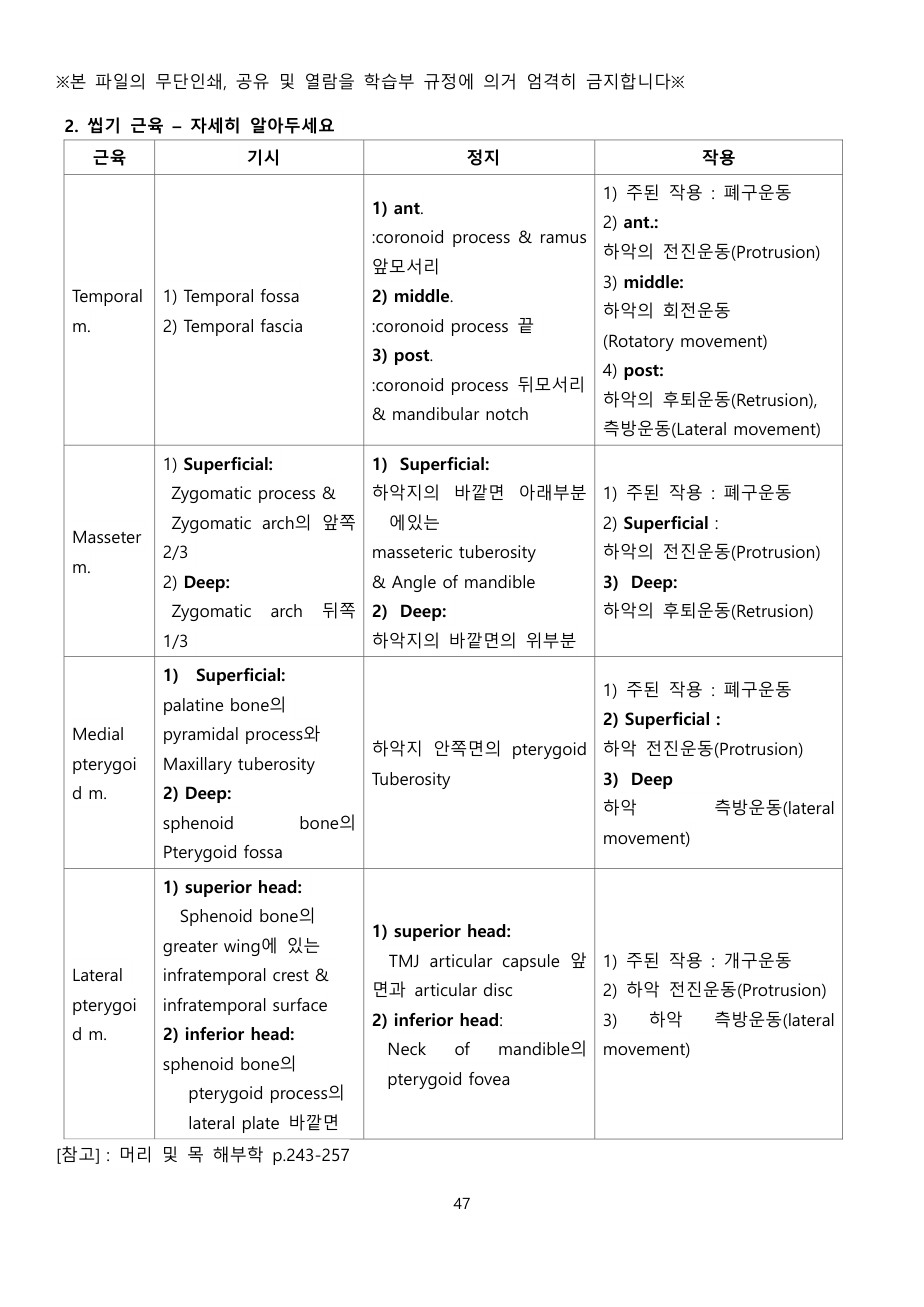 ※본 파일의 무단인쇄, 공유 및 열람을 학습부 규정에 의거 엄격히 금지합니다※
2. 씹기 근육 – 자세히 알아두세요
근육 기시 정지 작용
Temporal
m.
1) Temporal fossa
2) Temporal fascia
1) ant.
:coronoid process & ramus
앞모서리
2) middle.
:coronoid process 끝
3) post.
:coronoid process 뒤모서리
& mandibular notch
1) 주된 작용 : 폐구운동
2) ant.:
하악의 전진운동(Protrusion)
3) middle:
하악의 회전운동
(Rotatory movement)
4) post:
하악의 후퇴운동(Retrusion),
측방운동(Lateral movement)
Masseter
m.
1) Superficial:
Zygomatic process &
Zygomatic arch의 앞쪽
2/3
2) Deep:
Zygomatic arch 뒤쪽
1/3
1) Superficial:
하악지의 바깥면 아래부분
에있는
masseteric tuberosity
& Angle of mandible
2) Deep:
하악지의 바깥면의 위부분
1) 주된 작용 : 폐구운동
2) Superficial :
하악의 전진운동(Protrusion)
3) Deep:
하악의 후퇴운동(Retrusion)
Medial
pterygoi
d m.
1) Superficial:
palatine bone의
pyramidal process와
Maxillary tuberosity
2) Deep:
sphenoid bone의
Pterygoid fossa
하악지 안쪽면의 pterygoid
Tuberosity
1) 주된 작용 : 폐구운동
2) Superficial :
하악 전진운동(Protrusion)
3) Deep
하악 측방운동(lateral
movement)
Lateral
pterygoi
d m.
1) superior head:
Sphenoid bone의
greater wing에 있는
infratemporal crest &
infratemporal surface
2) inferior head:
sphenoid bone의
pterygoid process의
lateral plate 바깥면
1) superior head:
TMJ articular capsule 앞
면과 articular disc
2) inferior head:
Neck of mandible의
pterygoid fovea
1) 주된 작용 : 개구운동
2) 하악 전진운동(Protrusion)
3) 하악 측방운동(lateral
movement)
[참고] : 머리 및 목 해부학 p.243-257
47